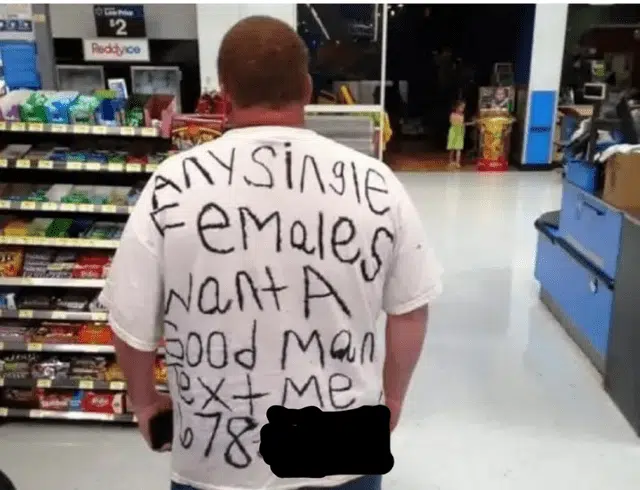 $2
Reddy ice
Any Single
Females
Want A
Good Man
Text Me
678-